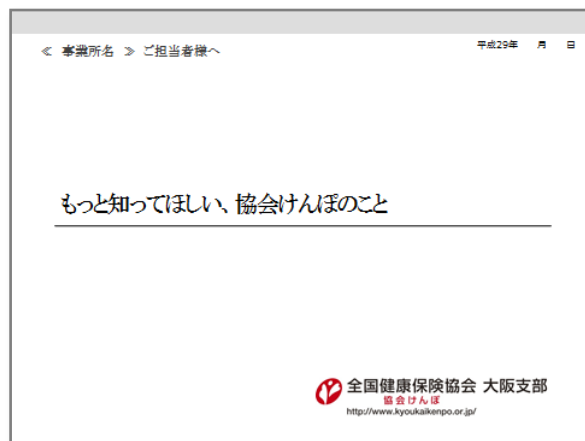 ≪ 事業所名 ≫ ご担当者様へ
平成29年 月 日
もっと知ってほしい、協会けんぽのこと
全国健康保険協会 大阪支部
協会けんぽ
http://www.kyoukaikenpo.or.jp/